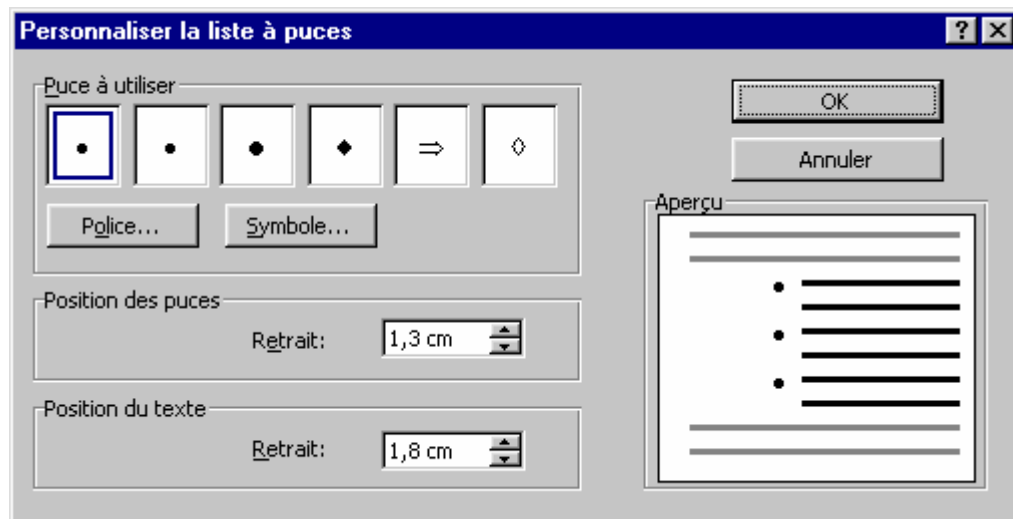 Personnaliser la liste à puces
Puce à utiliser
Police...
Symbole...
Position des puces
Retrait: 1,3 cm
Position du texte
Retrait: 1,8 cm
OK
Annuler
Aperçu